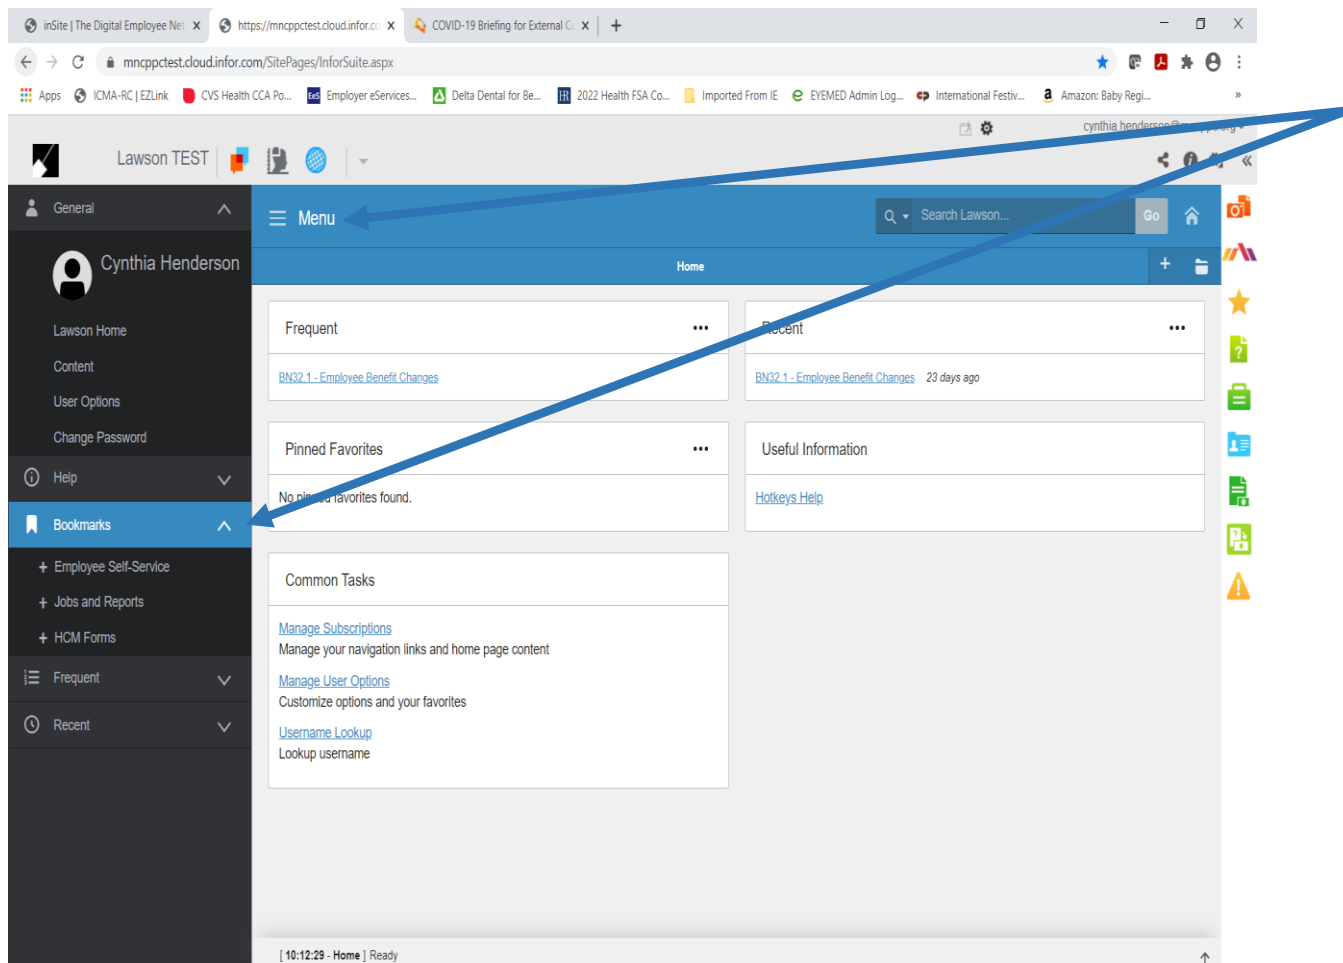 inSite | The Digital Employee Net
https://mncppctest.cloud.infor.co
COVID-19 Briefing for External C
mncppctest.cloud.infor.com/SitePages/InforSuite.aspx
Apps ICMA-RC | EZLink CVS Health CCA Po... EeS Employer eServices... Delta Dental for Be... HR 2022 Health FSA Co... Imported From IE EYEMED Admin Log... cp International Festiv... a Amazon: Baby Regi... »
cynthia
Lawson TEST
General
Menu
Search Lawson...
Go
Cynthia Henderson
Home
Lawson Home
Content
User Options
Change Password
Help
Bookmarks
+ Employee Self-Service
+ Jobs and Reports
+ HCM Forms
Frequent
Recent
Frequent
BN32.1 - Employee Benefit Changes
Recent
BN32.1 - Employee Benefit Changes 23 days ago
Pinned Favorites
No pinned favorites found.
Useful Information
Hotkeys Help
Common Tasks
Manage Subscriptions
Manage your navigation links and home page content
Manage User Options
Customize options and your favorites
Username Lookup
Lookup username
[ 10:12:29 - Home ] Ready